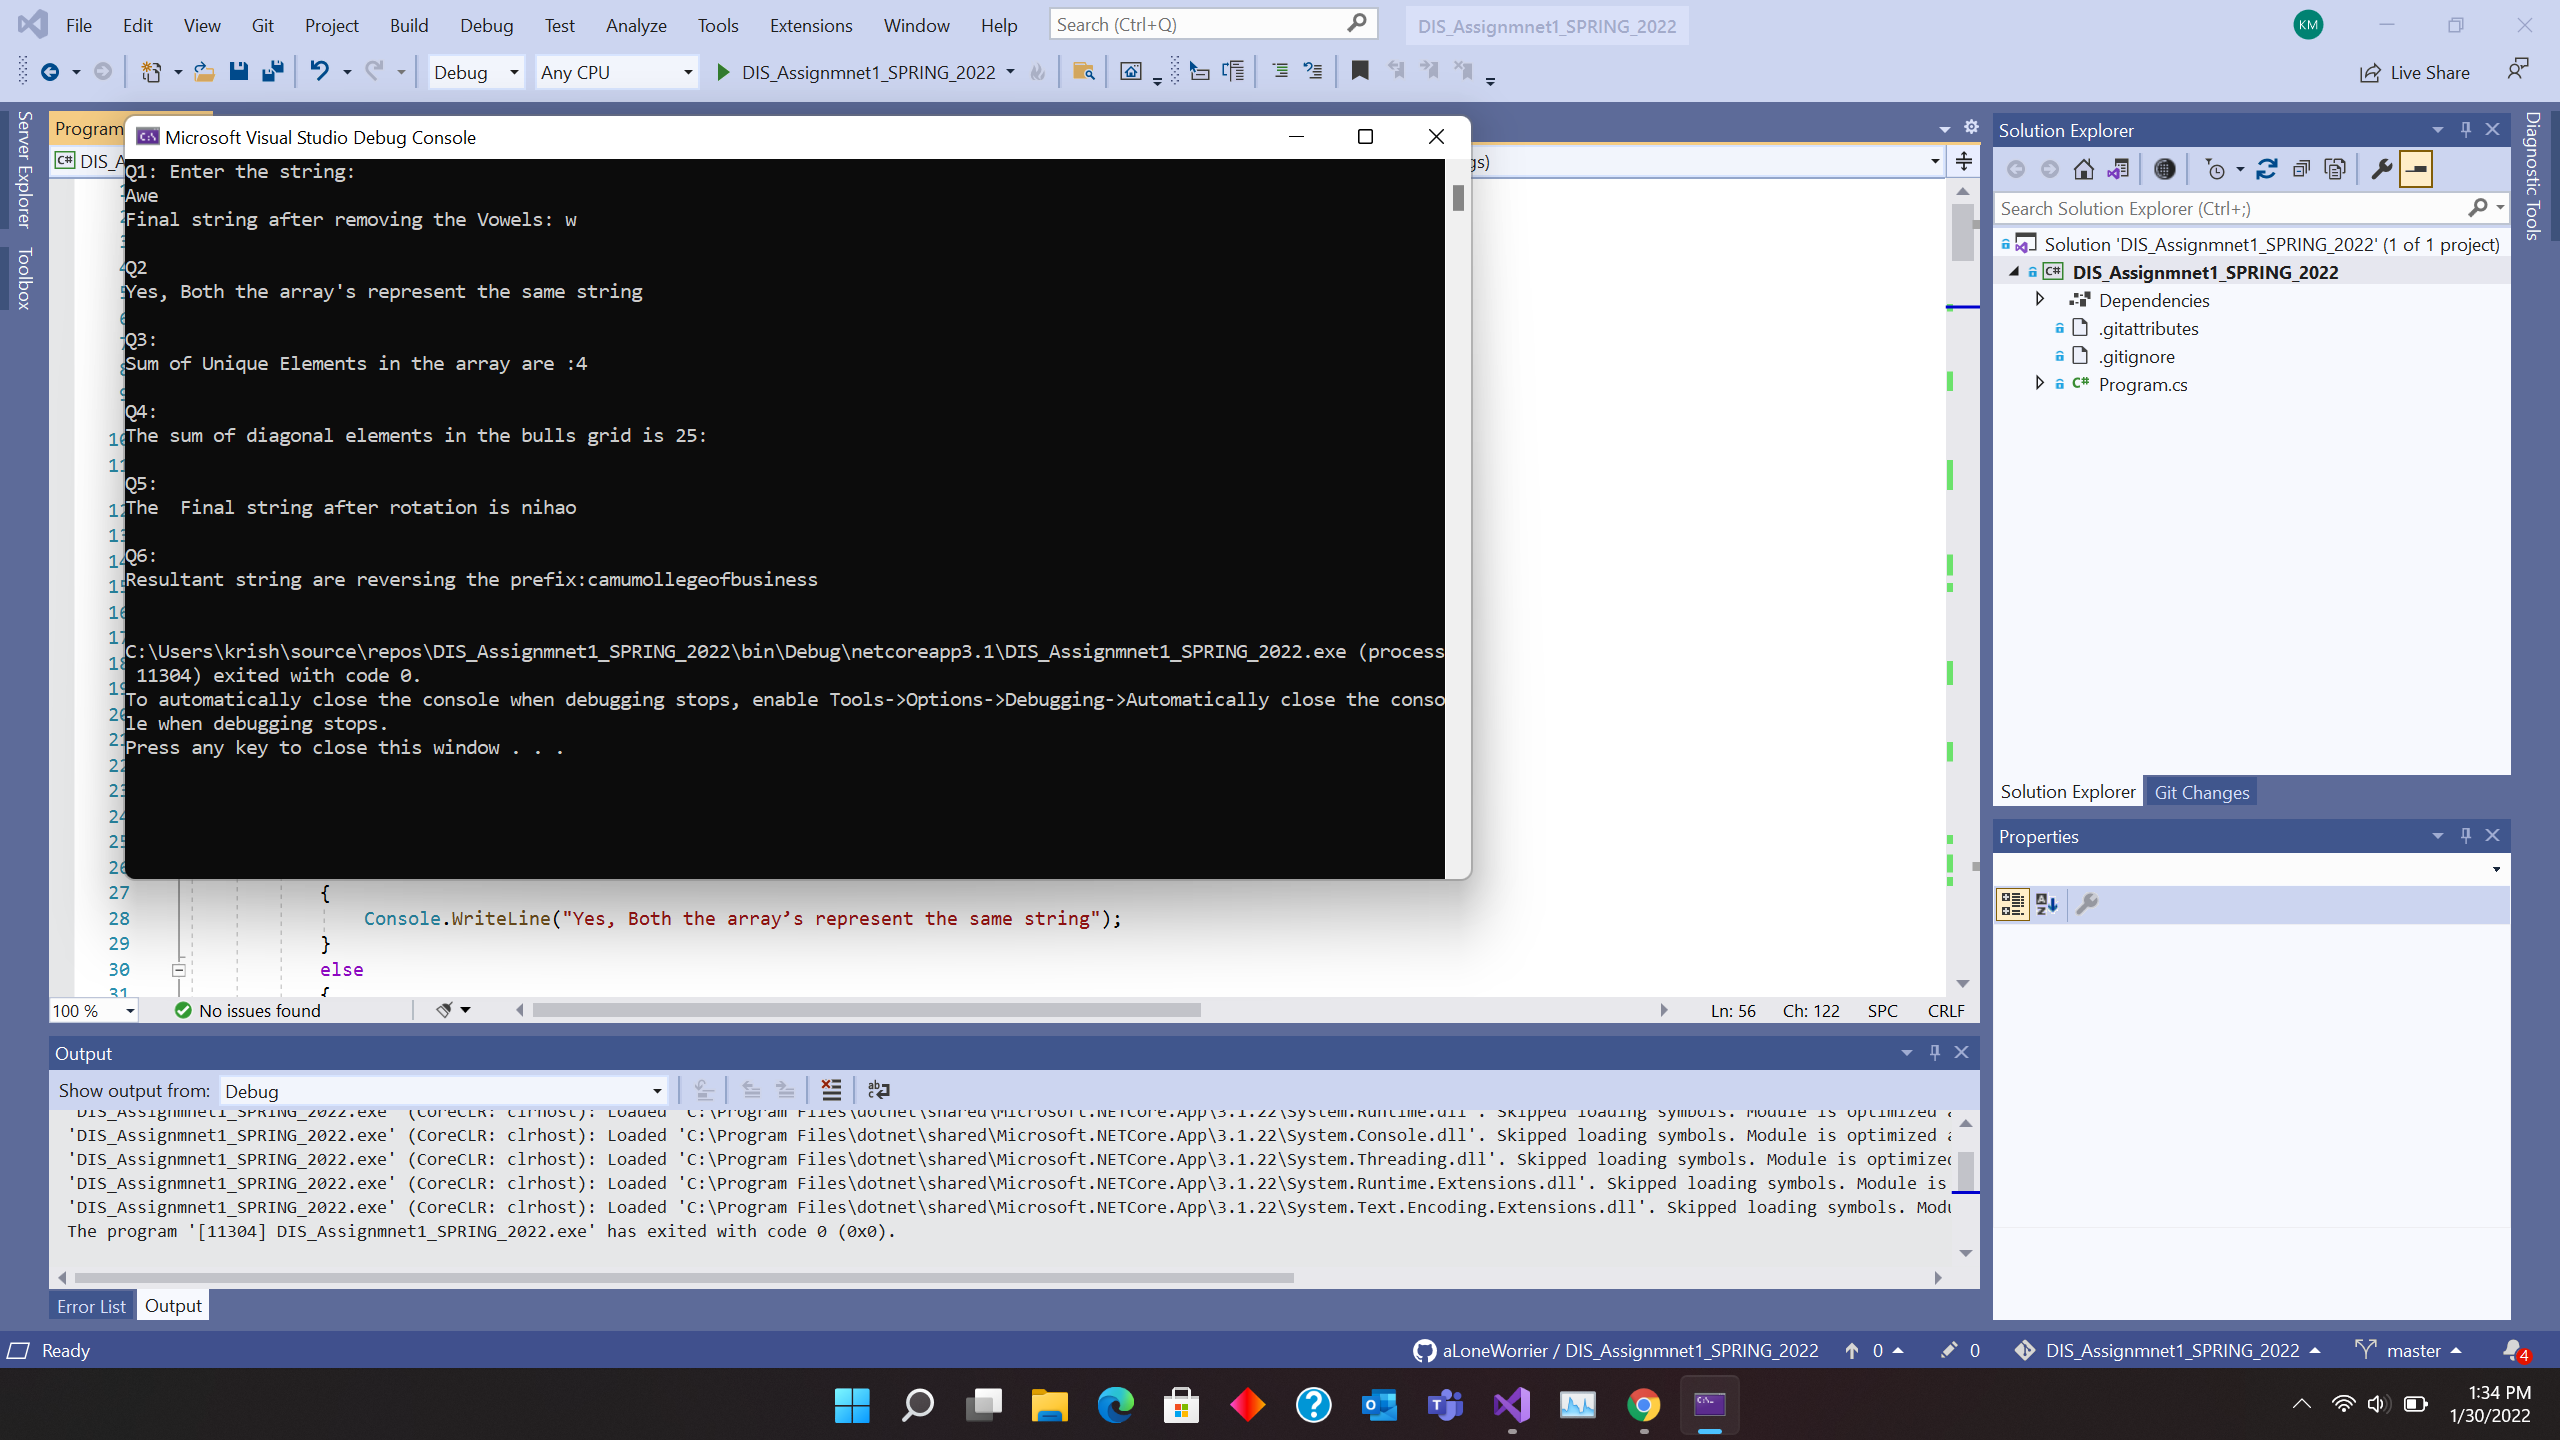 File Edit View Git Project Build Debug Test Analyze Tools Extensions Window Help Search (Ctrl+Q) DIS_Assignmnet1_SPRING_2022 KM
Debug Any CPU DIS_Assignmnet1_SPRING_2022 Live Share
Server Explorer
Toolbox
Program
DIS_A
Microsoft Visual Studio Debug Console
Q1: Enter the string:
Awe
Final string after removing the Vowels: w
Q2
Yes, Both the array's represent the same string
Q3:
Sum of Unique Elements in the array are :4
Q4:
The sum of diagonal elements in the bulls grid is 25:
Q5:
The  Final string after rotation is nihao
Q6:
Resultant string are reversing the prefix:camumollegeofbusiness
C:\Users\krish\source\repos\DIS_Assignmnet1_SPRING_2022\bin\Debug\netcoreapp3.1\DIS_Assignmnet1_SPRING_2022.exe (process
11304) exited with code 0.
To automatically close the console when debugging stops, enable Tools->Options->Debugging->Automatically close the conso
le when debugging stops.
Press any key to close this window . . .
gs)
27 {
28 Console.WriteLine("Yes, Both the array’s represent the same string");
29 }
30 else
31 {
100 % No issues found Ln: 56 Ch: 122 SPC CRLF
Output
Show output from: Debug
'DIS_Assignmnet1_SPRING_2022.exe' (CoreCLR: clrhost): Loaded 'C:\Program Files\dotnet\shared\Microsoft.NETCore.App\3.1.22\System.Runtime.dll'. Skipped loading symbols. Module is optimized a
'DIS_Assignmnet1_SPRING_2022.exe' (CoreCLR: clrhost): Loaded 'C:\Program Files\dotnet\shared\Microsoft.NETCore.App\3.1.22\System.Console.dll'. Skipped loading symbols. Module is optimized a
'DIS_Assignmnet1_SPRING_2022.exe' (CoreCLR: clrhost): Loaded 'C:\Program Files\dotnet\shared\Microsoft.NETCore.App\3.1.22\System.Threading.dll'. Skipped loading symbols. Module is optimized
'DIS_Assignmnet1_SPRING_2022.exe' (CoreCLR: clrhost): Loaded 'C:\Program Files\dotnet\shared\Microsoft.NETCore.App\3.1.22\System.Runtime.Extensions.dll'. Skipped loading symbols. Module is
'DIS_Assignmnet1_SPRING_2022.exe' (CoreCLR: clrhost): Loaded 'C:\Program Files\dotnet\shared\Microsoft.NETCore.App\3.1.22\System.Text.Encoding.Extensions.dll'. Skipped loading symbols. Modu
The program '[11304] DIS_Assignmnet1_SPRING_2022.exe' has exited with code 0 (0x0).
Error List Output
Solution Explorer
Search Solution Explorer (Ctrl+;)
Solution 'DIS_Assignmnet1_SPRING_2022' (1 of 1 project)
DIS_Assignmnet1_SPRING_2022
Dependencies
.gitattributes
.gitignore
C# Program.cs
Solution Explorer Git Changes
Properties
Diagnostic Tools
Ready aLoneWorrier / DIS_Assignmnet1_SPRING_2022 0 0 DIS_Assignmnet1_SPRING_2022 master 4
1:34 PM
1/30/2022